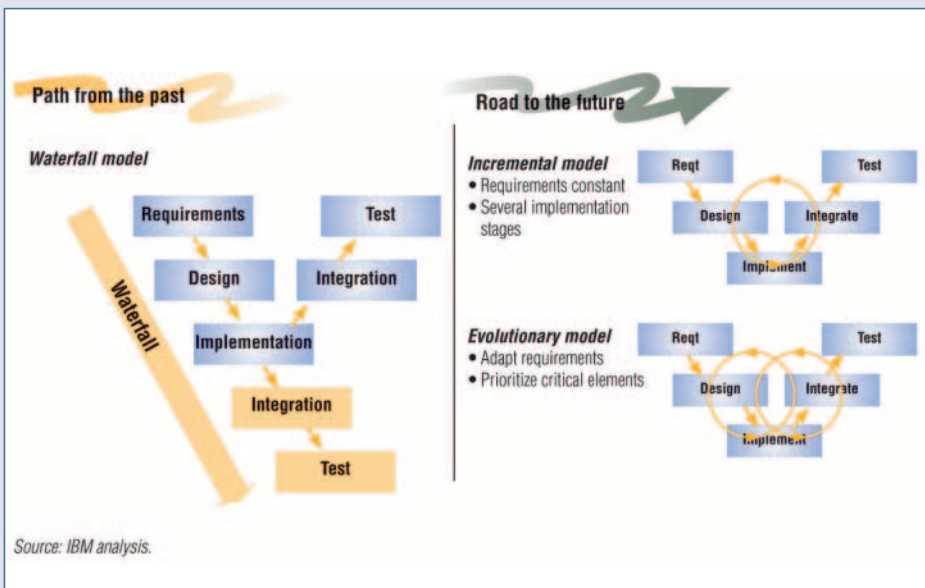 Path from the past
Waterfall model
Waterfall
Requirements
Test
Design
Integration
Implementation
Integration
Test
Road to the future
Incremental model
• Requirements constant
• Several implementation
stages
Reqt
Test
Design
Integrate
Implement
Evolutionary model
• Adapt requirements
• Prioritize critical elements
Reqt
Test
Design
Integrate
Implement
Source: IBM analysis.